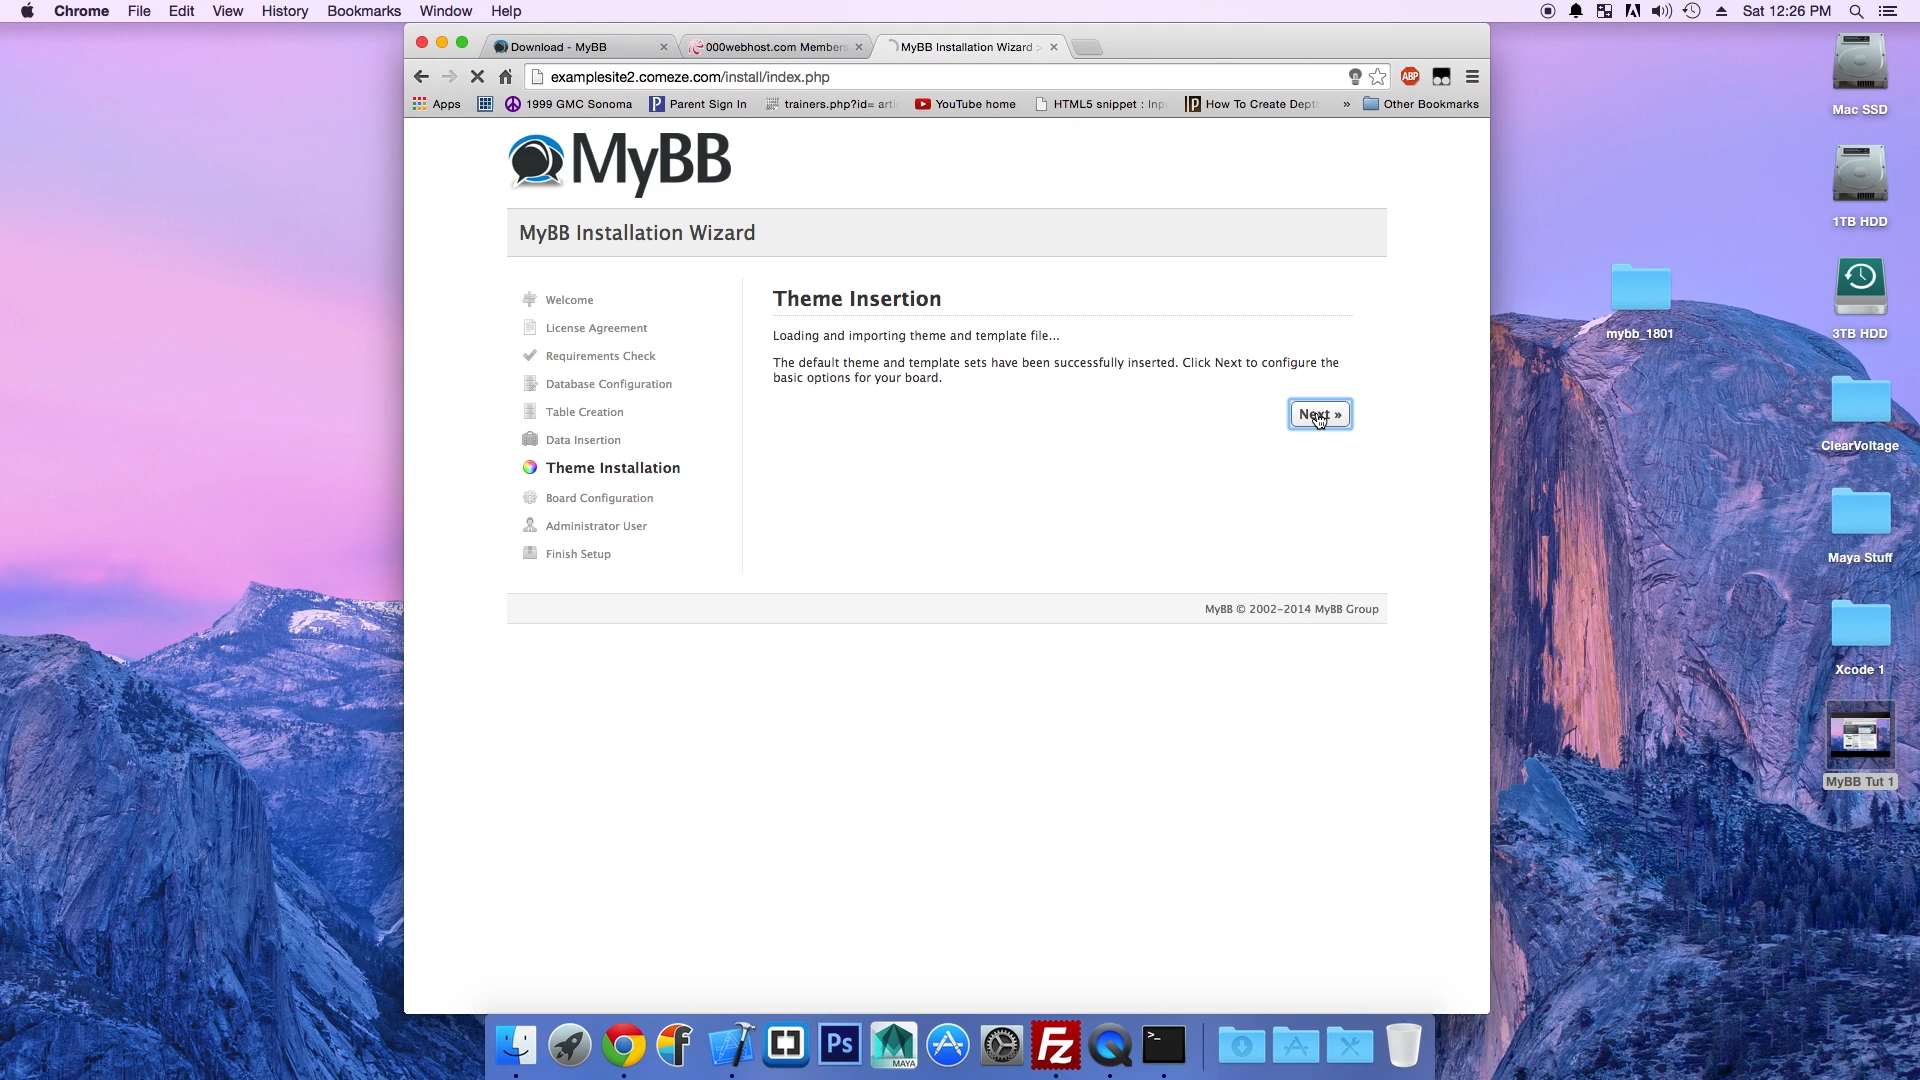 Chrome File Edit View History Bookmarks Window Help
Sat 12:26 PM
Download - MyBB
000webhost.com Members
MyBB Installation Wizard >
examplesite2.comeze.com/install/index.php
ABP
Apps
1999 GMC Sonoma
Parent Sign In
trainers.php?id=
YouTube home
HTML5 snippet :
How To Create
»
Other Bookmarks
MyBB
MyBB Installation Wizard
Welcome
License Agreement
Requirements Check
Database Configuration
Table Creation
Data Insertion
Theme Installation
Board Configuration
Administrator User
Finish Setup
Theme Insertion
Loading and importing theme and template file...
The default theme and template sets have been successfully inserted. Click Next to configure the
basic options for your board.
Next »
MyBB © 2002-2014 MyBB Group
Mac SSD
1TB HDD
mybb_1801
3TB HDD
ClearVoltage
Maya Stuff
Xcode 1
MyBB Tut 1
Ps
MAYA
Fz
>_